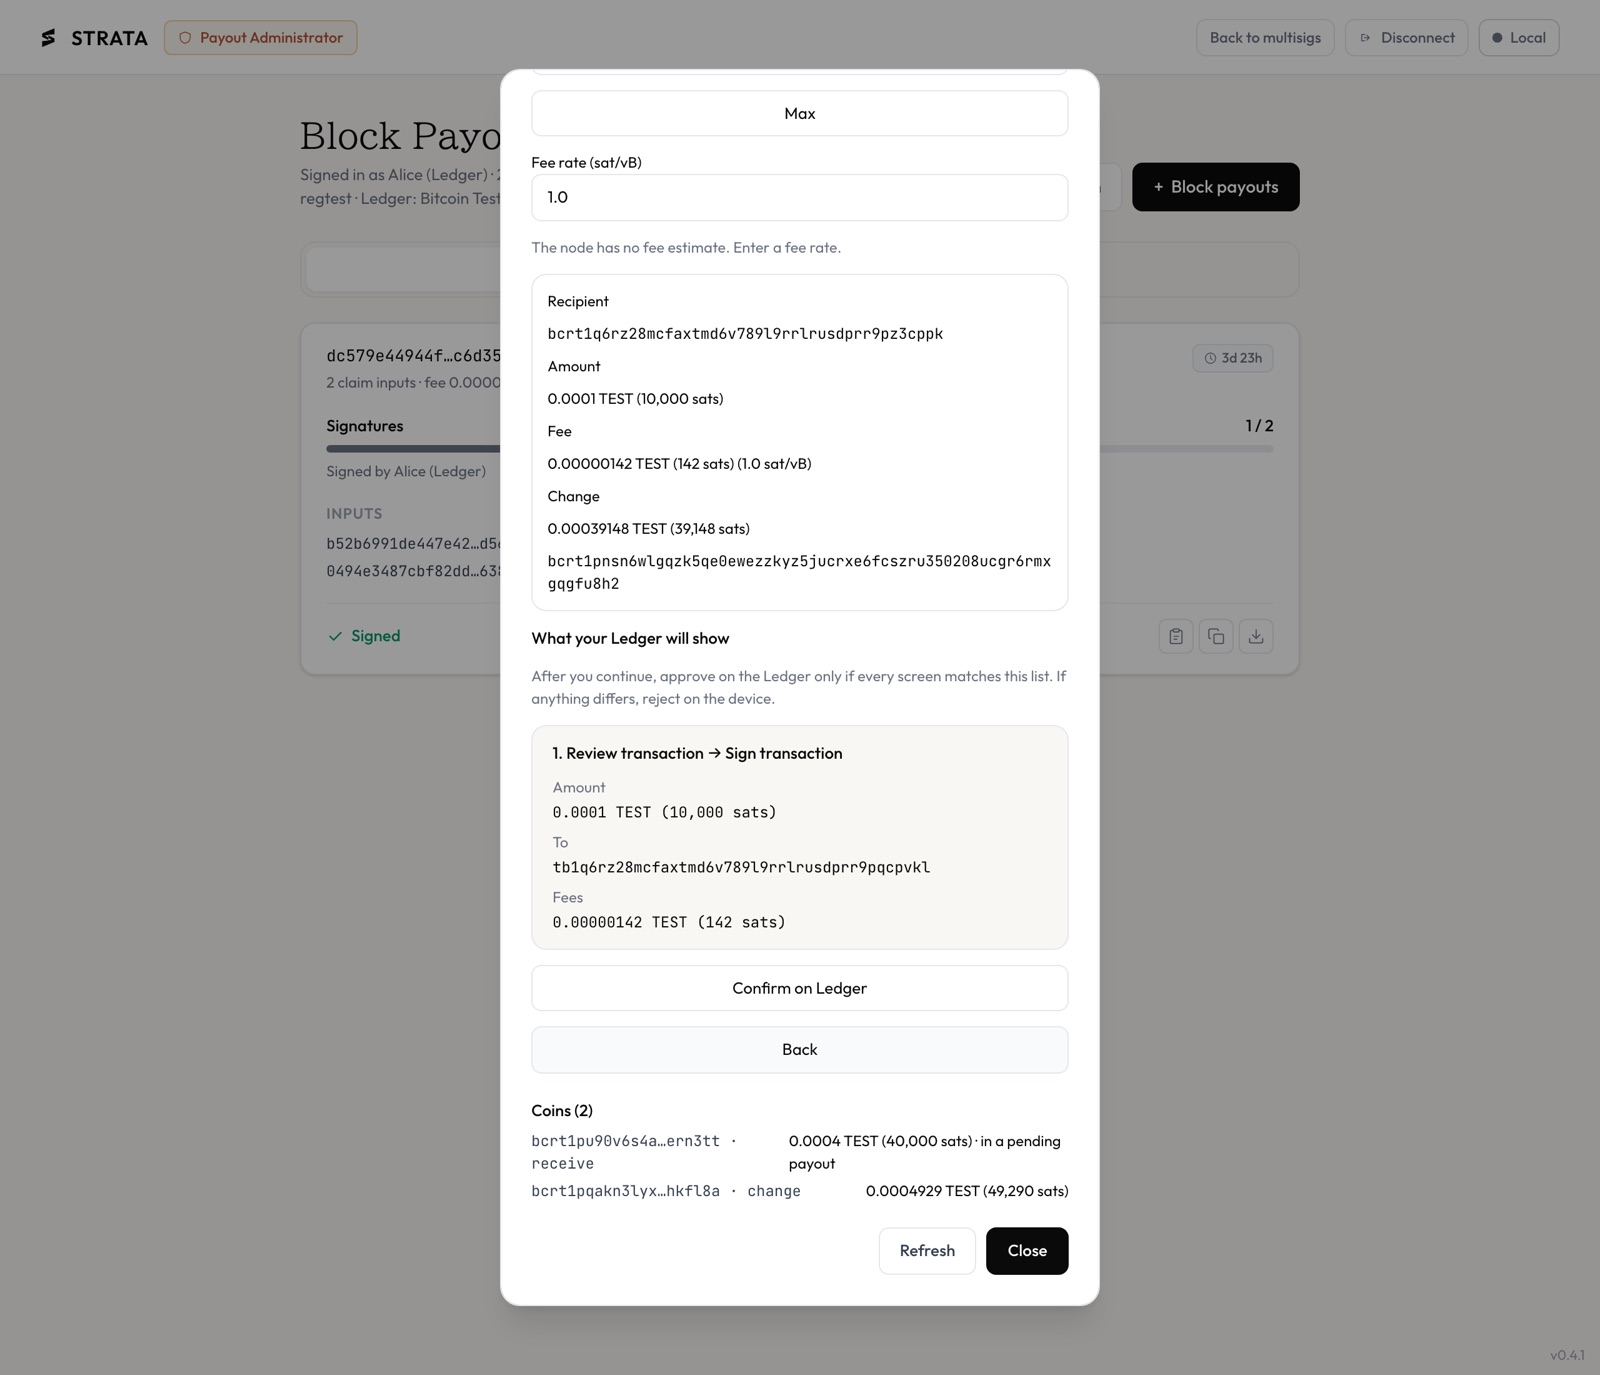 STRATA
Payout Administrator
Back to multisigs
Disconnect
Local
Block Payo
Signed in as Alice (Ledger) · 2
regtest · Ledger: Bitcoin Test
+ Block payouts
dc579e44944f…c6d35
2 claim inputs · fee 0.0000
3d 23h
Signatures
1 / 2
Signed by Alice (Ledger)
INPUTS
b52b6991de447e42…d5
0494e3487cbf82dd…638
Signed
Max
Fee rate (sat/vB)
1.0
The node has no fee estimate. Enter a fee rate.
Recipient
bcrt1q6rz28mcfaxtmd6v789l9rrlrusdprr9pz3cppk
Amount
0.0001 TEST (10,000 sats)
Fee
0.00000142 TEST (142 sats) (1.0 sat/vB)
Change
0.00039148 TEST (39,148 sats)
bcrt1pnsn6wlgqzk5qe0ewezzkyz5jucrxe6fcszru350208ucgr6rmx
gqgfu8h2
What your Ledger will show
After you continue, approve on the Ledger only if every screen matches this list. If
anything differs, reject on the device.
1. Review transaction → Sign transaction
Amount
0.0001 TEST (10,000 sats)
To
tb1q6rz28mcfaxtmd6v789l9rrlrusdprr9pqcpvkl
Fees
0.00000142 TEST (142 sats)
Confirm on Ledger
Back
Coins (2)
bcrt1pu90v6s4a…ern3tt ·
receive
0.0004 TEST (40,000 sats) · in a pending
payout
bcrt1pqakn3lyx…hkfl8a · change
0.0004929 TEST (49,290 sats)
Refresh
Close
v0.4.1